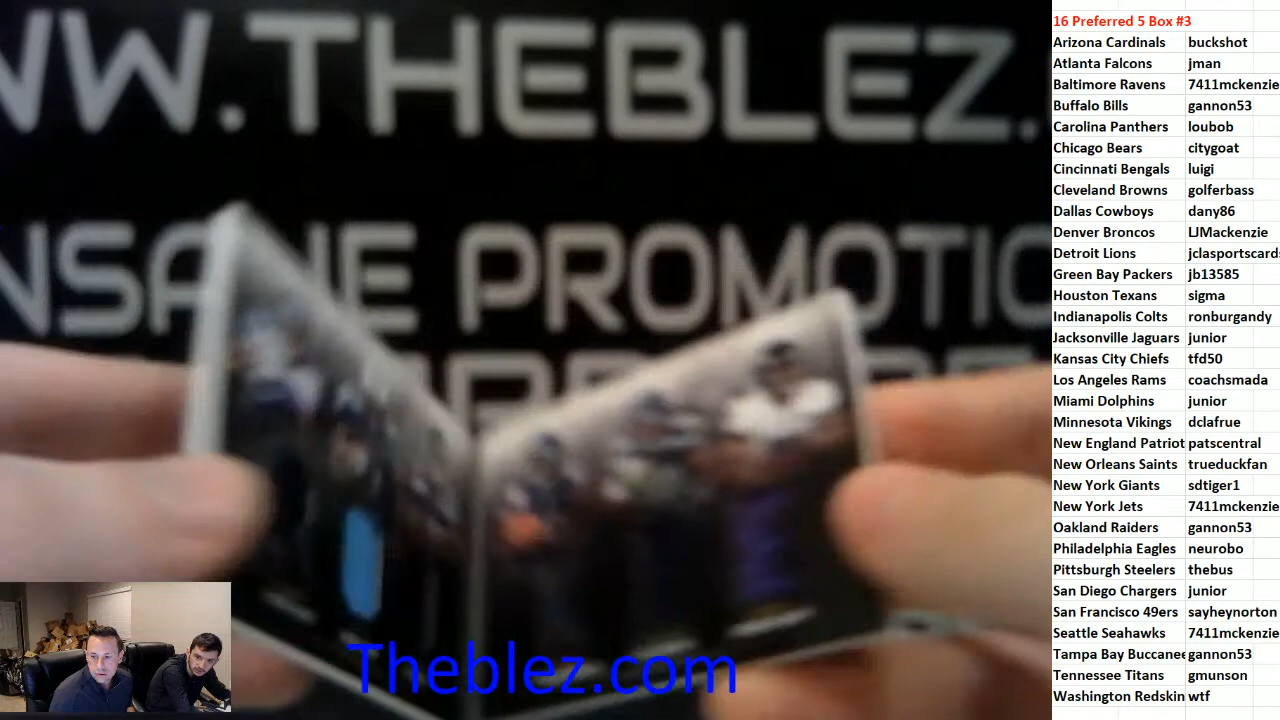 NW.THEBLEZ.
NSANE PROMOTIO
Theblez.com
16 Preferred 5 Box #3
Arizona Cardinals buckshot
Atlanta Falcons jman
Baltimore Ravens 7411mckenzie
Buffalo Bills gannon53
Carolina Panthers loubob
Chicago Bears citygoat
Cincinnati Bengals luigi
Cleveland Browns golferbass
Dallas Cowboys dany86
Denver Broncos LJMackenzie
Detroit Lions jclasportscards
Green Bay Packers jb13585
Houston Texans sigma
Indianapolis Colts ronburgandy
Jacksonville Jaguars junior
Kansas City Chiefs tfd50
Los Angeles Rams coachsmada
Miami Dolphins junior
Minnesota Vikings dclafrue
New England Patriot patscentral
New Orleans Saints trueduckfan
New York Giants sdtiger1
New York Jets 7411mckenzie
Oakland Raiders gannon53
Philadelphia Eagles neurobo
Pittsburgh Steelers thebus
San Diego Chargers junior
San Francisco 49ers sayheynorton
Seattle Seahawks 7411mckenzie
Tampa Bay Buccanee gannon53
Tennessee Titans gmunson
Washington Redskin wtf